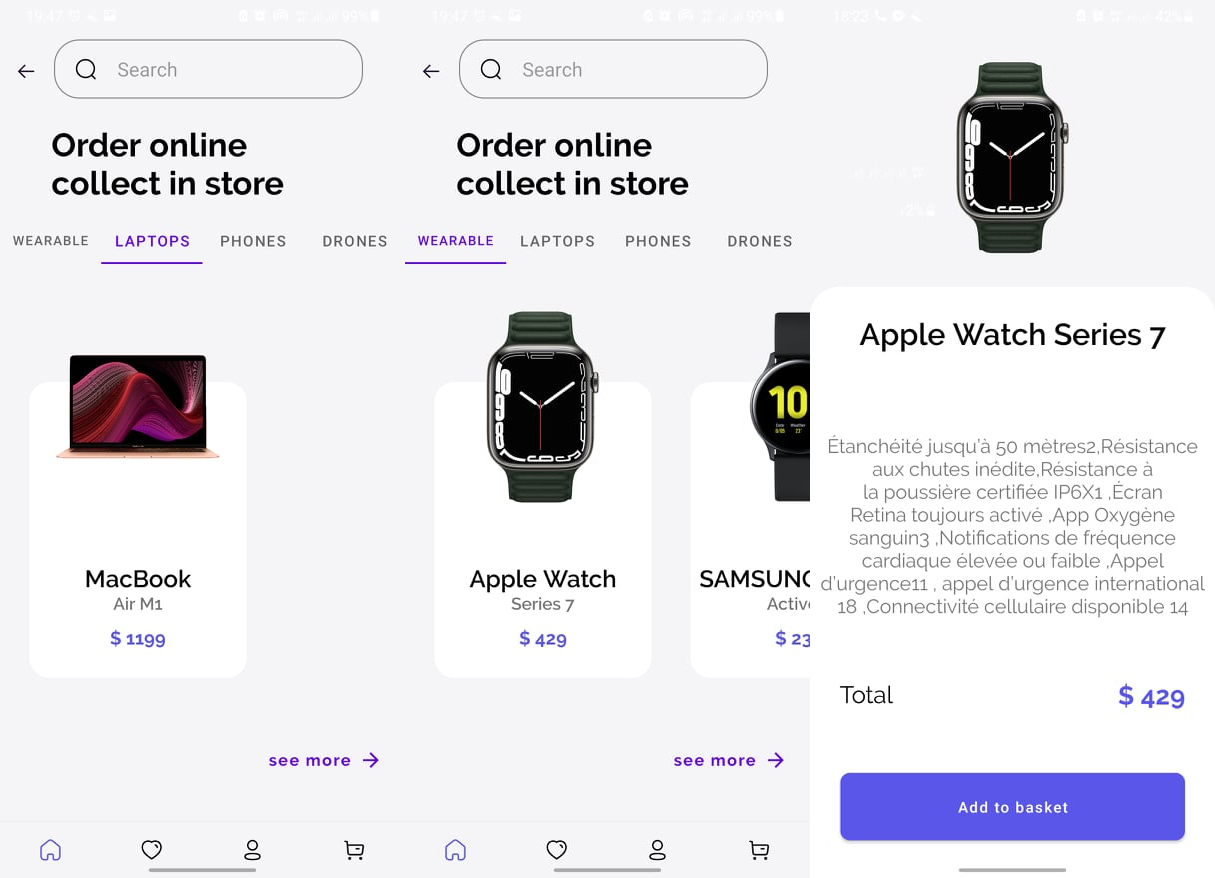 19:47
99%
Search
Order online
collect in store
WEARABLE LAPTOPS PHONES DRONES
MacBook
Air M1
$ 1199
see more
19:47
99%
Search
Order online
collect in store
WEARABLE LAPTOPS PHONES DRONES
10
Apple Watch
Series 7
$ 429
SAMSUNG
Active
$ 23
see more
18:23
42%
Apple Watch Series 7
Étanchéité jusqu'à 50 mètres2,Résistance
aux chutes inédite,Résistance à
la poussière certifiée IP6X1 ,Écran
Retina toujours activé ,App Oxygène
sanguin3 ,Notifications de fréquence
cardiaque élevée ou faible ,Appel
d'urgence11 , appel d'urgence international
18 ,Connectivité cellulaire disponible 14
Total
$ 429
Add to basket